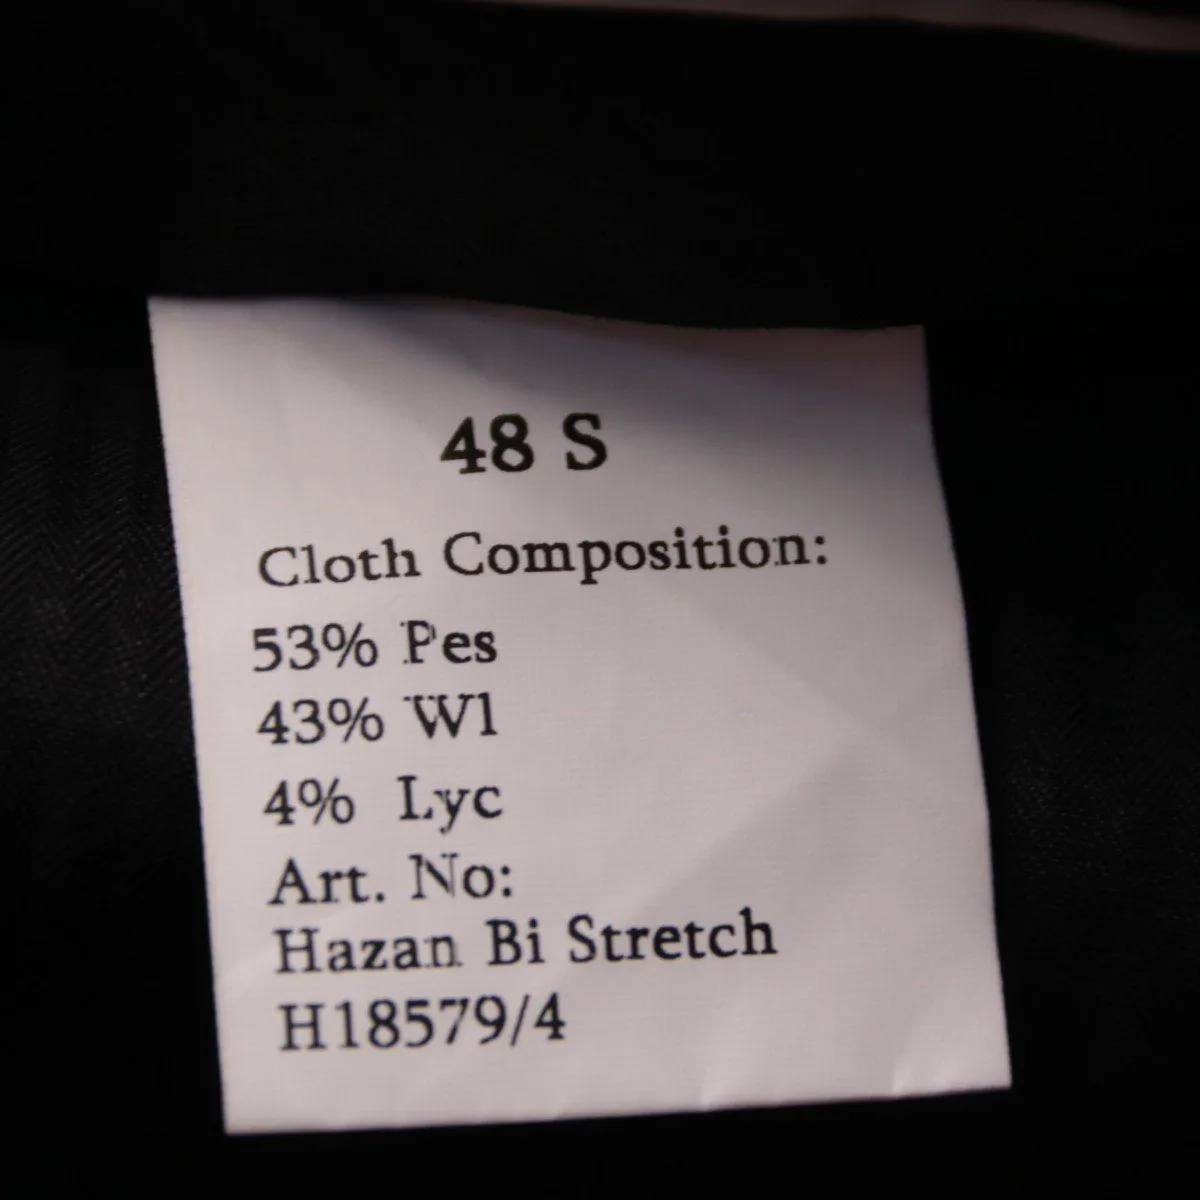 48 S
Cloth Composition:
53% Pes
43% Wl
4% Lyc
Art. No:
Hazan Bi Stretch
H18579/4